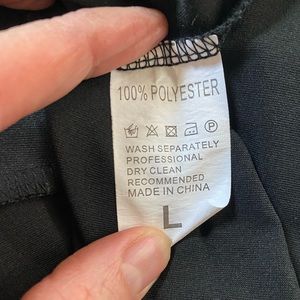 100% POLYESTER
WASH SEPARATELY
PROFESSIONAL
DRY CLEAN
RECOMMENDED
MADE IN CHINA
L